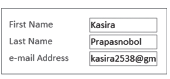 First Name Kasira
Last Name Prapasnobol
e-mail Address kasira2538@gm